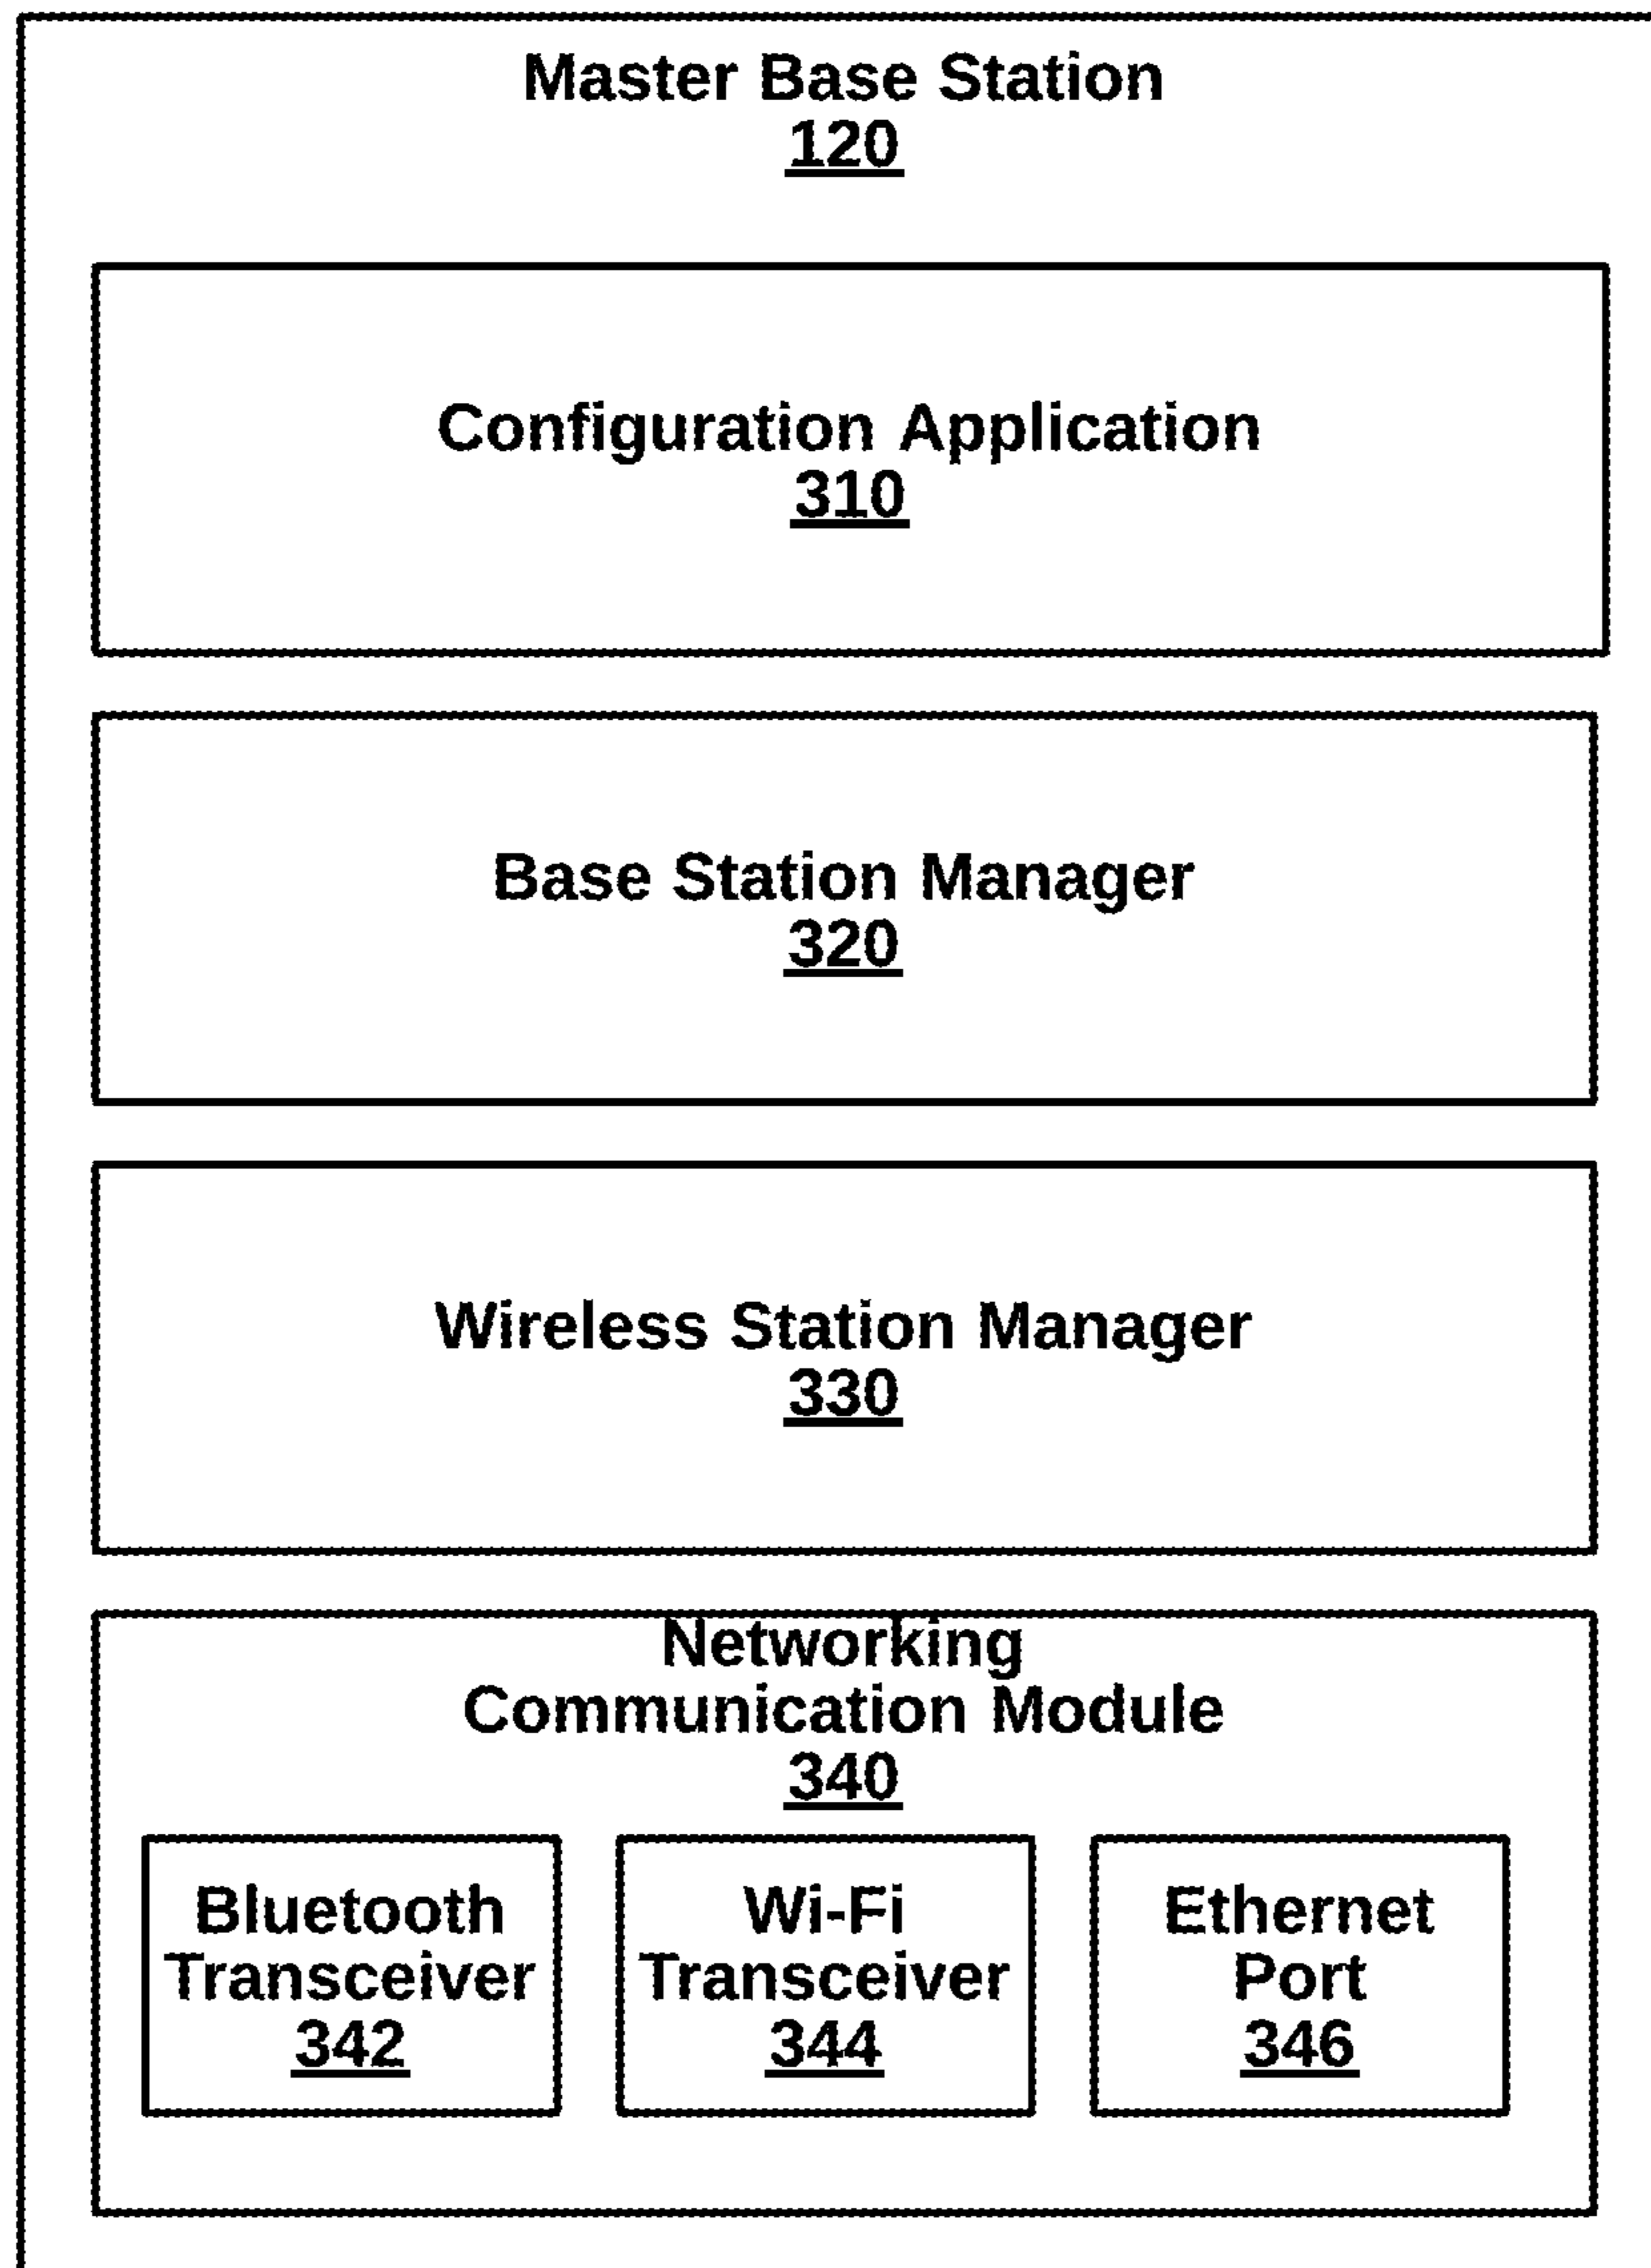 Master Base Station
120
Configuration Application
310
Base Station Manager
320
Wireless Station Manager
330
Networking
Communication Module
340
Bluetooth
Transceiver
342
Wi-Fi
Transceiver
344
Ethernet
Port
346